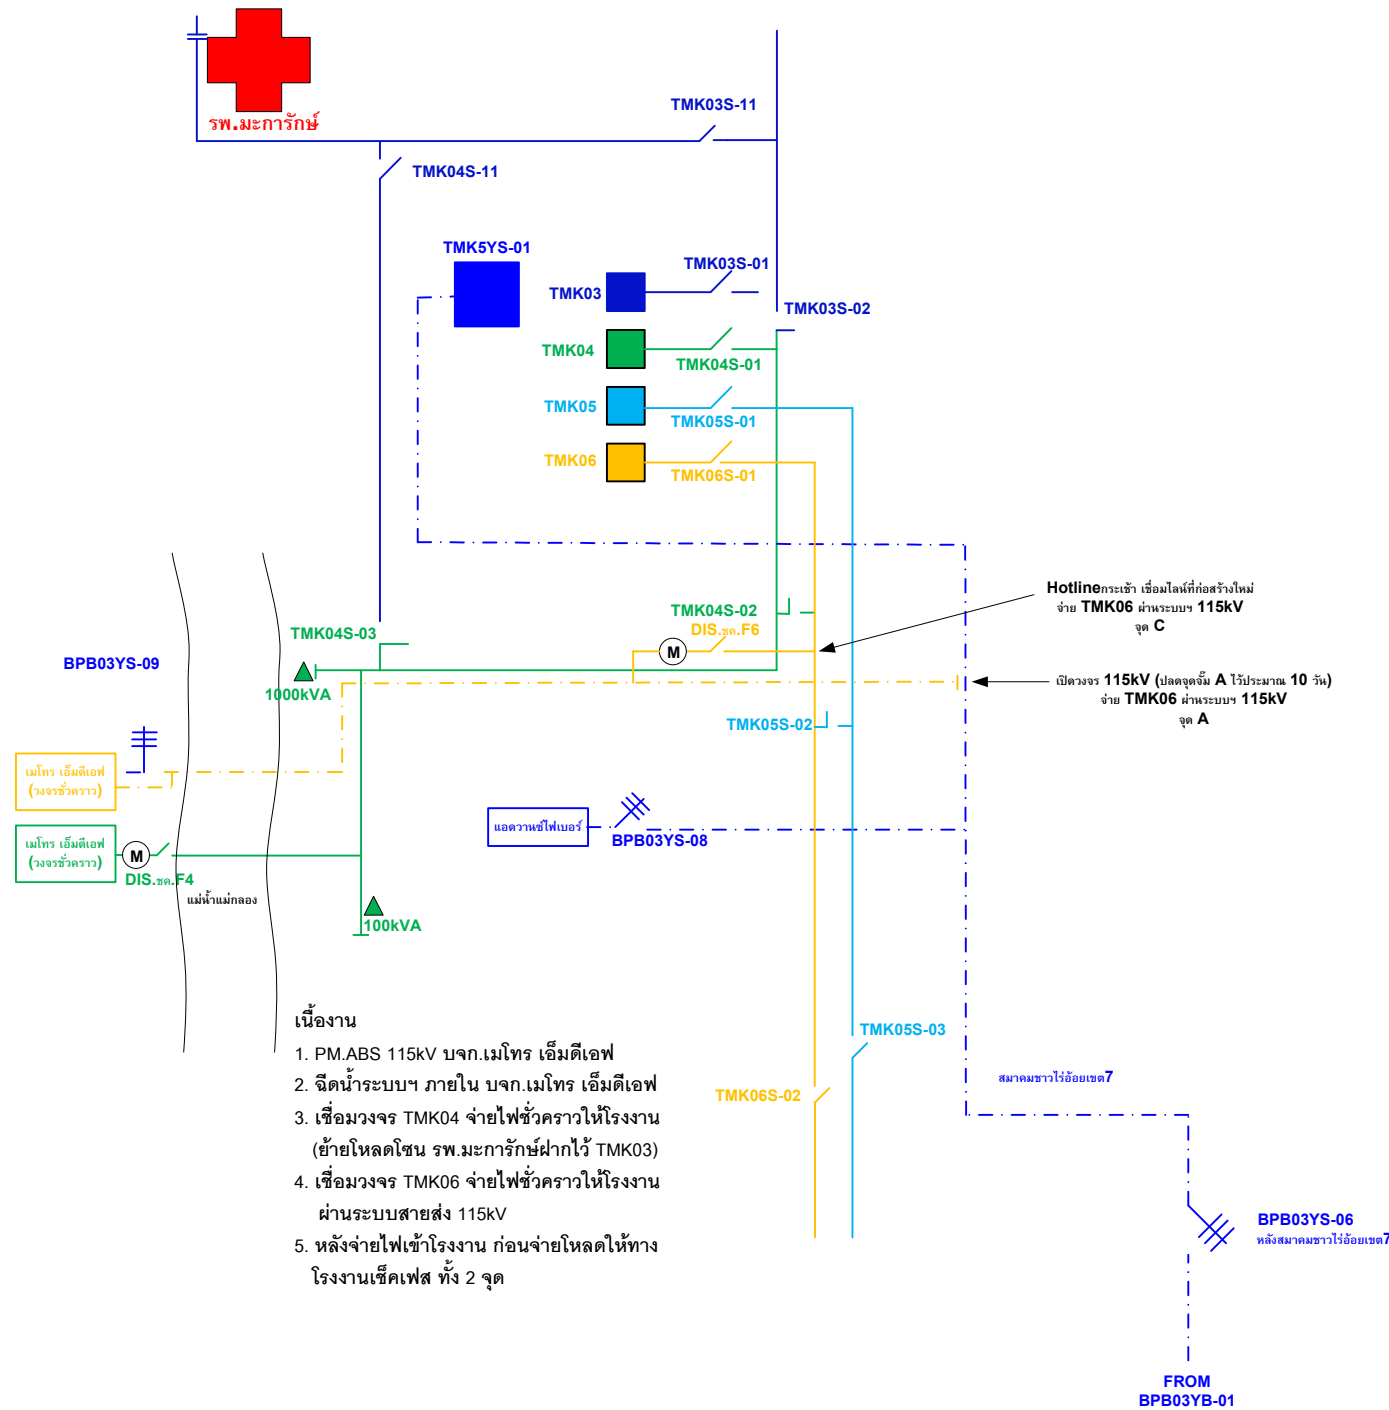 รพ.มะการักษ์
TMK03S-11
TMK04S-11
TMK5YS-01
TMK03S-01
TMK03
TMK03S-02
TMK04
TMK04S-01
TMK05
TMK05S-01
TMK06
TMK06S-01
Hotlineกระเช้า เชื่อมไลน์ที่ก่อสร้างใหม่
จ่าย TMK06 ผ่านระบบฯ 115kV
จุด C
TMK04S-02
DIS.ชค.F6
TMK04S-03
M
BPB03YS-09
1000kVA
เปิดวงจร 115kV (ปลดจุดจั๊ม A ไว้ประมาณ 10 วัน)
จ่าย TMK06 ผ่านระบบฯ 115kV
จุด A
TMK05S-02
เมโทร เอ็มดีเอฟ
(วงจรชั่วคราว)
แอดวานซ์ไฟเบอร์
BPB03YS-08
เมโทร เอ็มดีเอฟ
(วงจรชั่วคราว)
M
DIS.ชค.F4
แม่น้ำแม่กลอง
100kVA
เนื้องาน
1. PM.ABS 115kV บจก.เมโทร เอ็มดีเอฟ
2. ฉีดน้ำระบบฯ ภายใน บจก.เมโทร เอ็มดีเอฟ
3. เชื่อมวงจร TMK04 จ่ายไฟชั่วคราวให้โรงงาน
(ย้ายโหลดโซน รพ.มะการักษ์ฝากไว้ TMK03)
4. เชื่อมวงจร TMK06 จ่ายไฟชั่วคราวให้โรงงาน
ผ่านระบบสายส่ง 115kV
5. หลังจ่ายไฟเข้าโรงงาน ก่อนจ่ายโหลดให้ทาง
โรงงานเช็คเฟส ทั้ง 2 จุด
TMK05S-03
TMK06S-02
สมาคมชาวไร่อ้อยเขต7
BPB03YS-06
หลังสมาคมชาวไร่อ้อยเขต7
FROM
BPB03YB-01